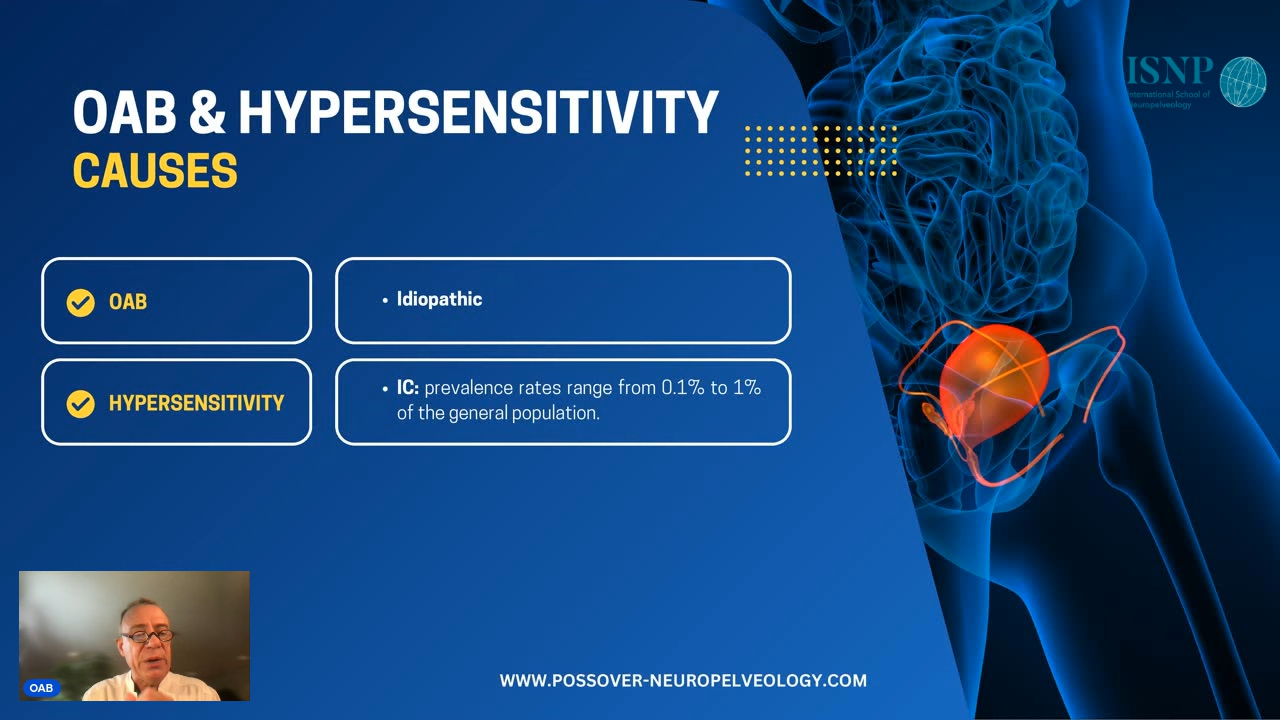 ISNP
International School of
Neuropelveology
OAB & HYPERSENSITIVITY
CAUSES
OAB
• Idiopathic
HYPERSENSITIVITY
• IC: prevalence rates range from 0.1% to 1%
of the general population.
OAB
WWW.POSSOVER-NEUROPELVEOLOGY.COM